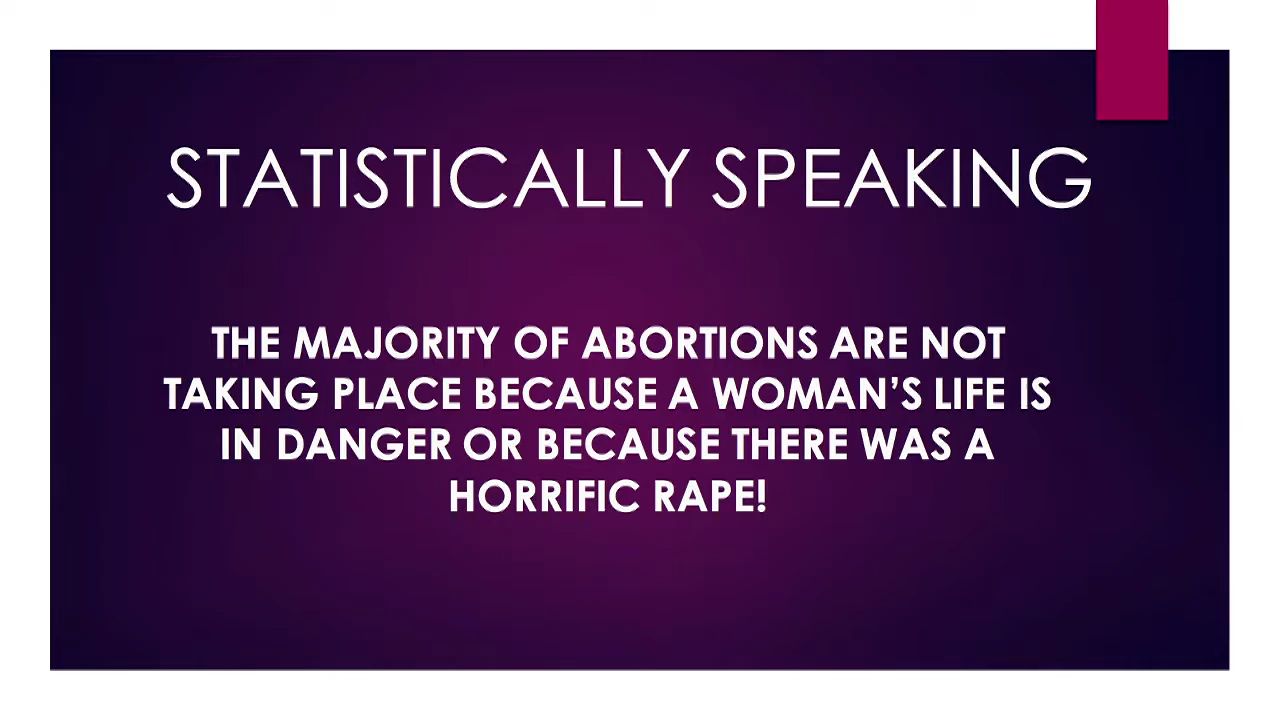 STATISTICALLY SPEAKING
THE MAJORITY OF ABORTIONS ARE NOT
TAKING PLACE BECAUSE A WOMAN’S LIFE IS
IN DANGER OR BECAUSE THERE WAS A
HORRIFIC RAPE!